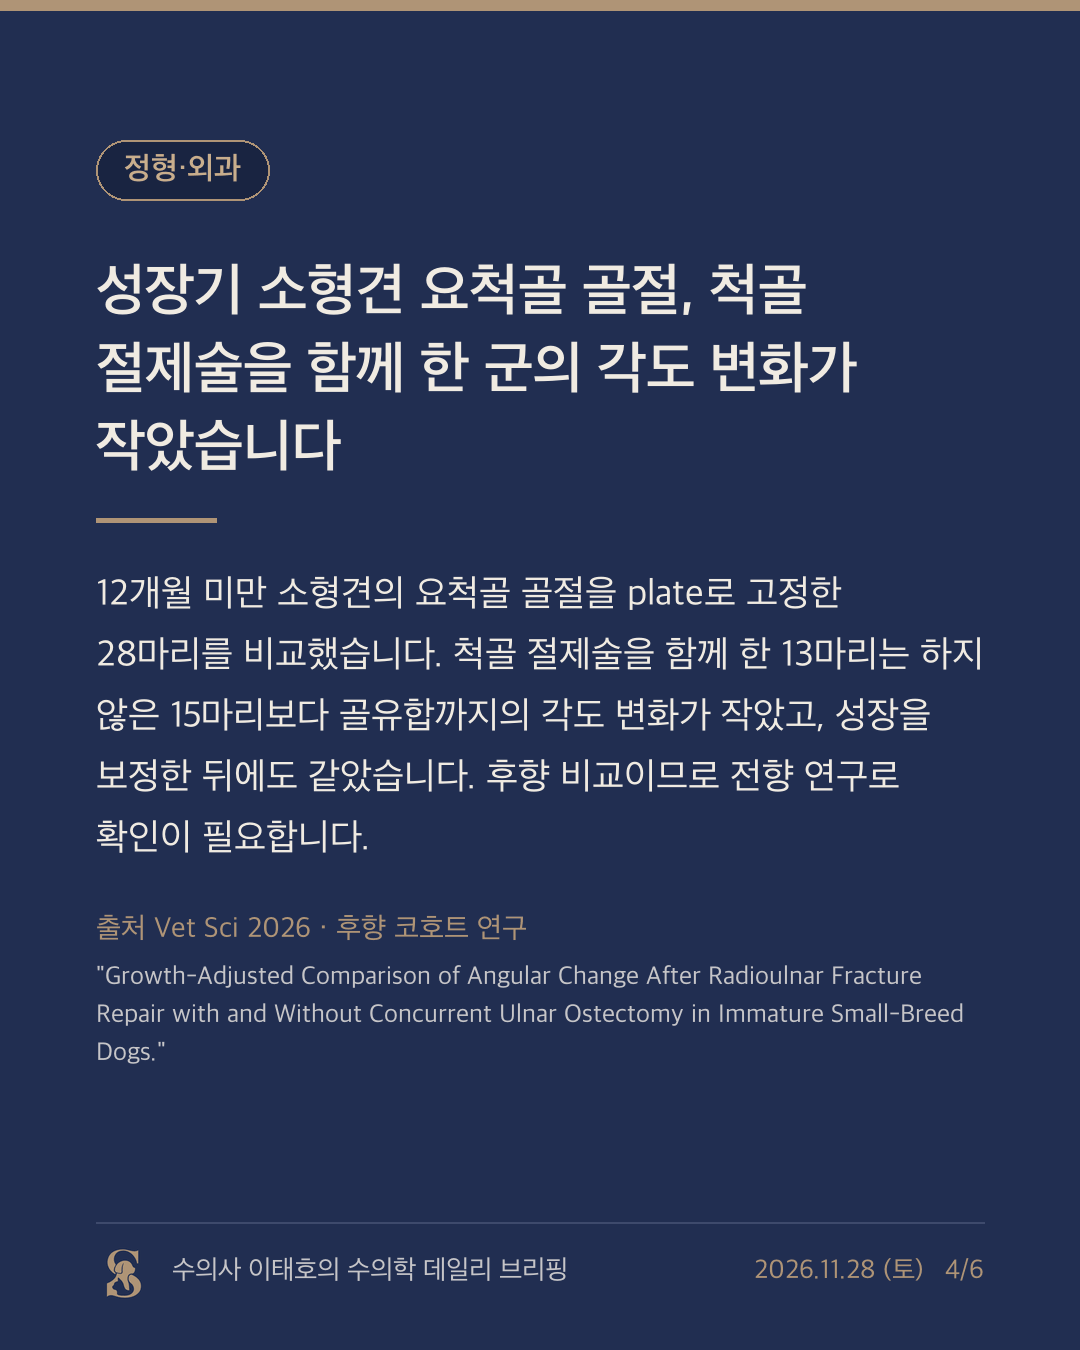 정형·외과
성장기 소형견 요척골 골절, 척골
절제술을 함께 한 군의 각도 변화가
작았습니다
12개월 미만 소형견의 요척골 골절을 plate로 고정한
28마리를 비교했습니다. 척골 절제술을 함께 한 13마리는 하지
않은 15마리보다 골유합까지의 각도 변화가 작았고, 성장을
보정한 뒤에도 같았습니다. 후향 비교이므로 전향 연구로
확인이 필요합니다.
출처 Vet Sci 2026 · 후향 코호트 연구
"Growth-Adjusted Comparison of Angular Change After Radioulnar Fracture
Repair with and Without Concurrent Ulnar Ostectomy in Immature Small-Breed
Dogs."
수의사 이태호의 수의학 데일리 브리핑
2026.11.28 (토) 4/6